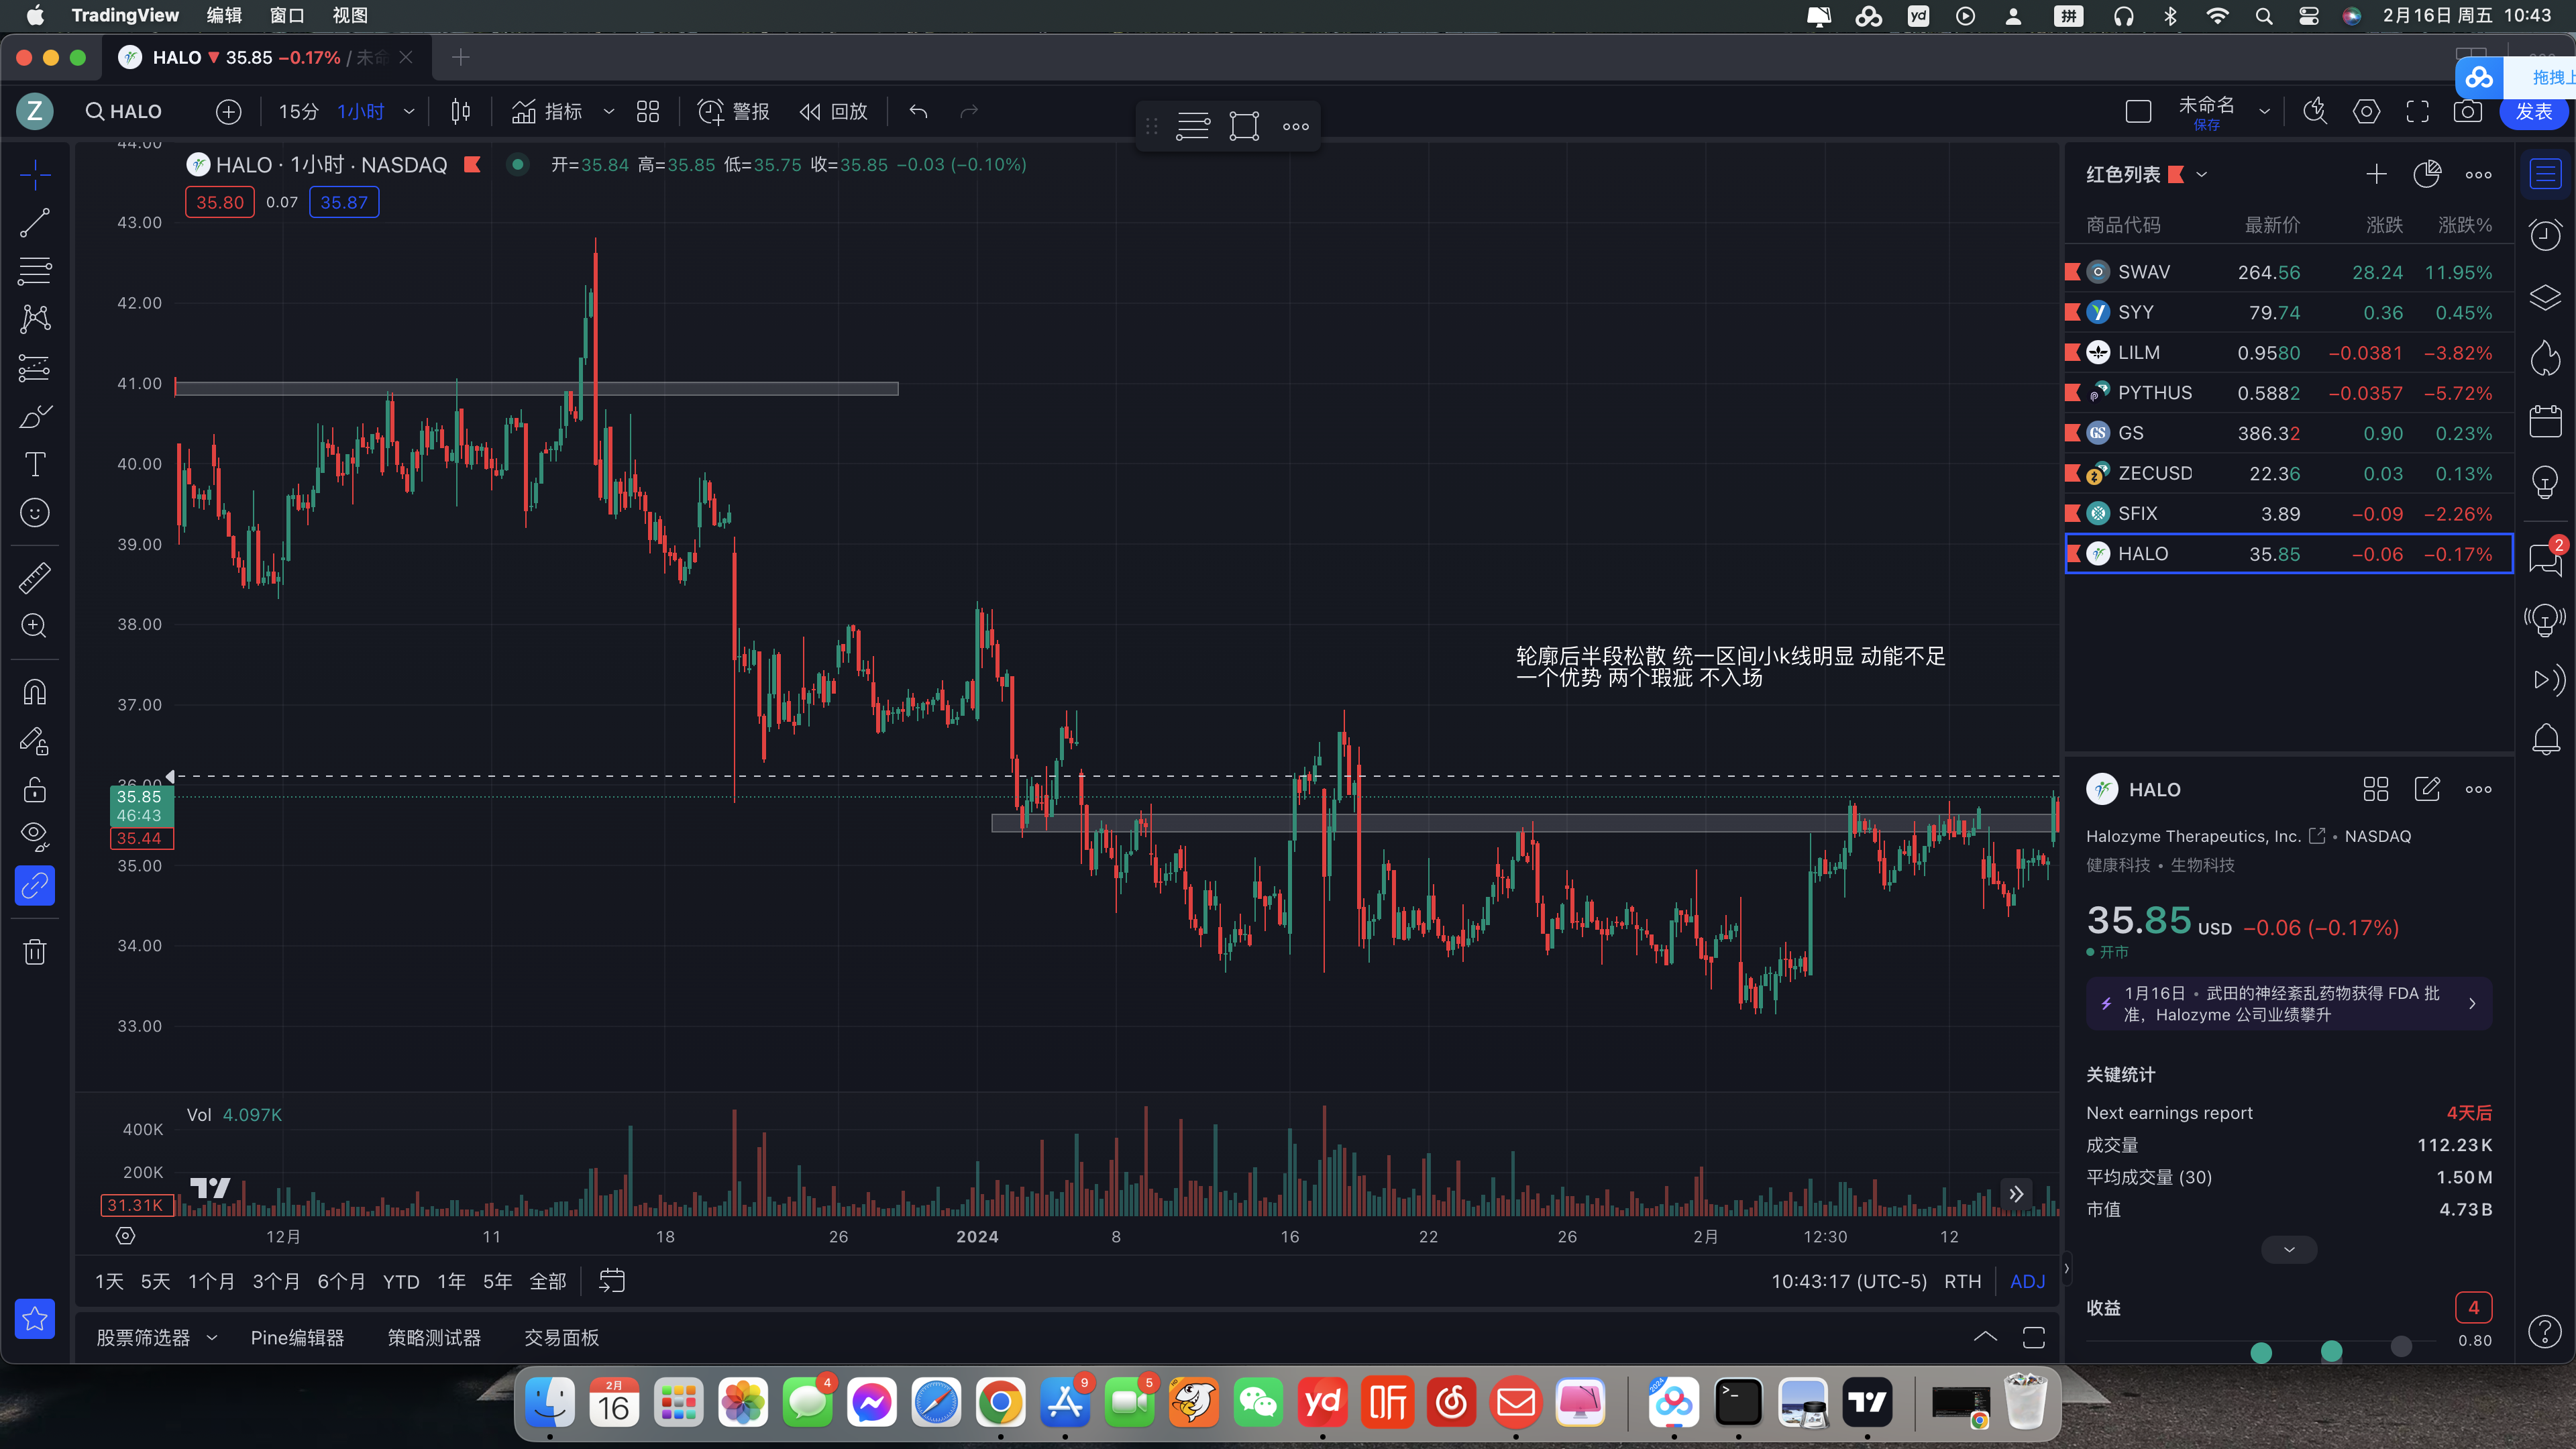 TradingView 编辑 窗口 视图
yd
拼
2月16日 周五 10:43
HALO ▼ 35.85 −0.17% / 未命
拖拽上
Z
HALO
15分 1小时
指标
警报
回放
未命名
保存
发表
HALO · 1小时 · NASDAQ
开=35.84 高=35.85 低=35.75 收=35.85 −0.03 (−0.10%)
35.80 0.07 35.87
44.00
43.00
42.00
41.00
40.00
39.00
38.00
37.00
36.00
35.85
46:43
35.44
35.00
34.00
33.00
轮廓后半段松散 统一区间小k线明显 动能不足
一个优势 两个瑕疵 不入场
Vol 4.097K
400K
200K
31.31K
12月 11 18 26 2024 8 16 22 26 2月 12:30 12
1天 5天 1个月 3个月 6个月 YTD 1年 5年 全部
10:43:17 (UTC-5) RTH ADJ
股票筛选器 Pine编辑器 策略测试器 交易面板
红色列表
商品代码 最新价 涨跌 涨跌%
SWAV 264.56 28.24 11.95%
SYY 79.74 0.36 0.45%
LILM 0.9580 −0.0381 −3.82%
PYTHUS 0.5882 −0.0357 −5.72%
GS GS 386.32 0.90 0.23%
ZECUSD 22.36 0.03 0.13%
SFIX 3.89 −0.09 −2.26%
HALO 35.85 −0.06 −0.17%
2
HALO
Halozyme Therapeutics, Inc. • NASDAQ
健康科技 • 生物科技
35.85 USD −0.06 (−0.17%)
开市
1月16日 • 武田的神经紊乱药物获得 FDA 批
准，Halozyme 公司业绩攀升
关键统计
Next earnings report 4天后
成交量 112.23K
平均成交量 (30) 1.50M
市值 4.73B
收益 4
0.80
2月
16
4
9
5
yd
听
2024